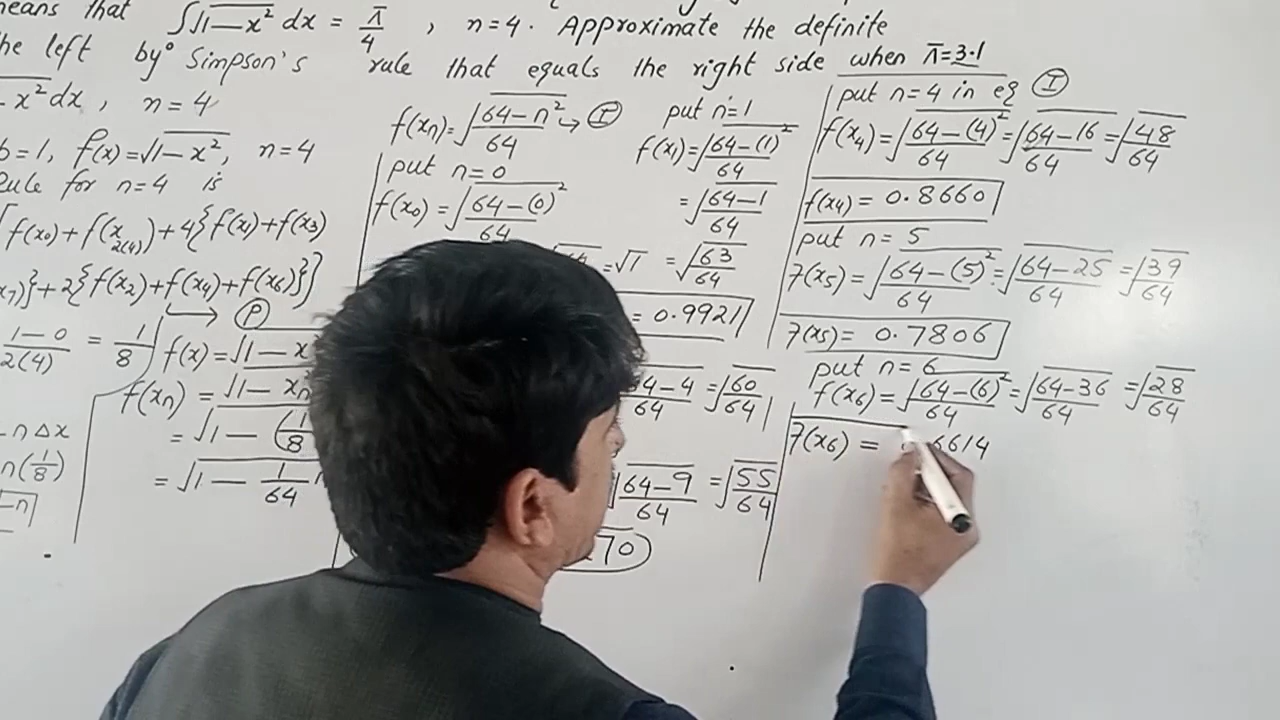 means that ∫√1−x² dx = π/4 , n=4. Approximate the definite
the left by Simpson's rule that equals the right side when π=3.1
−x² dx , n=4
b=1, f(x)=√1−x², n=4
Rule for n=4 is
[f(x₀)+f(x₂₍₄₎)+4{f(x₁)+f(x₃)
x₇)}+2{f(x₂)+f(x₄)+f(x₆)}]
→ (P)
1−0/2(4) = 1/8
−nΔx
n(1/8)
−n
f(x)=√1−x
f(xₙ)=√1−xₙ
=√1−(1/8
=√1−1/64
f(xₙ)=√64−n²/64 → (I)
put n=0
f(x₀)=√64−(0)²/64
=√1
put n=1
f(x₁)=√64−(1)²/64
=√64−1/64
=√63/64
= 0.9921
64−4/64 =√60/64
√64−9/64 =√55/64
70
put n=4 in eq (I)
f(x₄)=√64−(4)²/64 =√64−16/64 =√48/64
f(x₄) = 0.8660
put n= 5
f(x₅)=√64−(5)²/64 =√64−25/64 =√39/64
f(x₅)= 0.7806
put n=6
f(x₆)=√64−(6)²/64 =√64−36/64 =√28/64
f(x₆) = 6614